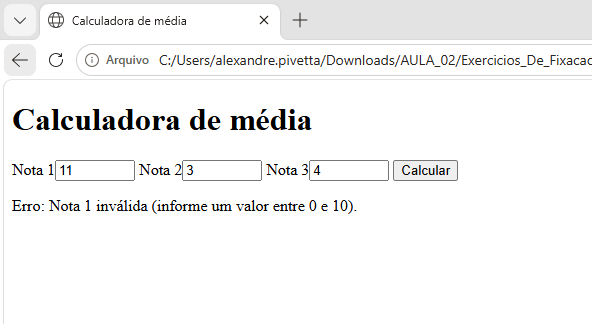 Calculadora de média
Arquivo C:/Users/alexandre.pivetta/Downloads/AULA_02/Exercicios_De_Fixacac
Calculadora de média
Nota 1 11 Nota 2 3 Nota 3 4 Calcular
Erro: Nota 1 inválida (informe um valor entre 0 e 10).